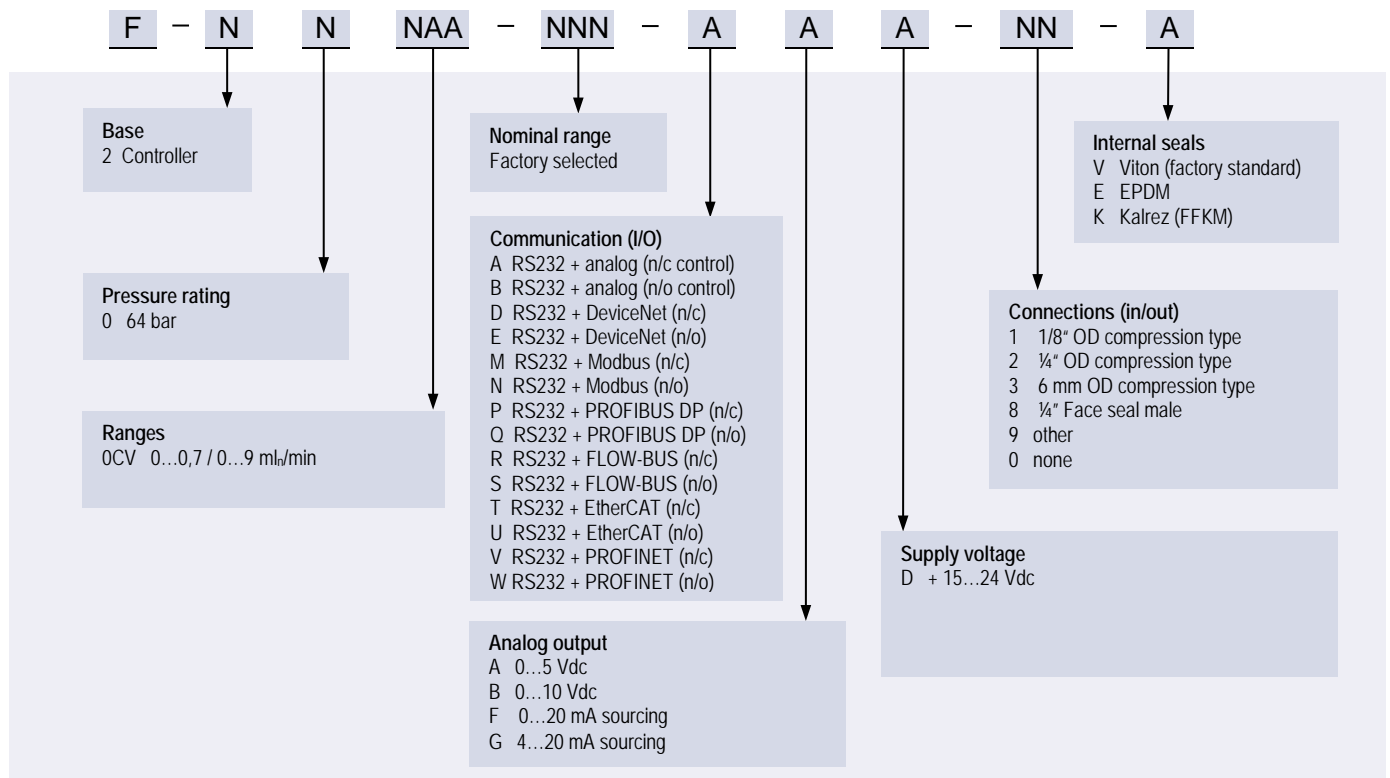 F – N N NAA – NNN – A A A – NN – A
Base
2 Controller
Pressure rating
0 64 bar
Ranges
0CV 0…0,7 / 0…9 mlₙ/min
Nominal range
Factory selected
Communication (I/O)
A RS232 + analog (n/c control)
B RS232 + analog (n/o control)
D RS232 + DeviceNet (n/c)
E RS232 + DeviceNet (n/o)
M RS232 + Modbus (n/c)
N RS232 + Modbus (n/o)
P RS232 + PROFIBUS DP (n/c)
Q RS232 + PROFIBUS DP (n/o)
R RS232 + FLOW-BUS (n/c)
S RS232 + FLOW-BUS (n/o)
T RS232 + EtherCAT (n/c)
U RS232 + EtherCAT (n/o)
V RS232 + PROFINET (n/c)
W RS232 + PROFINET (n/o)
Analog output
A 0…5 Vdc
B 0…10 Vdc
F 0…20 mA sourcing
G 4…20 mA sourcing
Supply voltage
D + 15…24 Vdc
Connections (in/out)
1 1/8“ OD compression type
2 ¼“ OD compression type
3 6 mm OD compression type
8 ¼” Face seal male
9 other
0 none
Internal seals
V Viton (factory standard)
E EPDM
K Kalrez (FFKM)